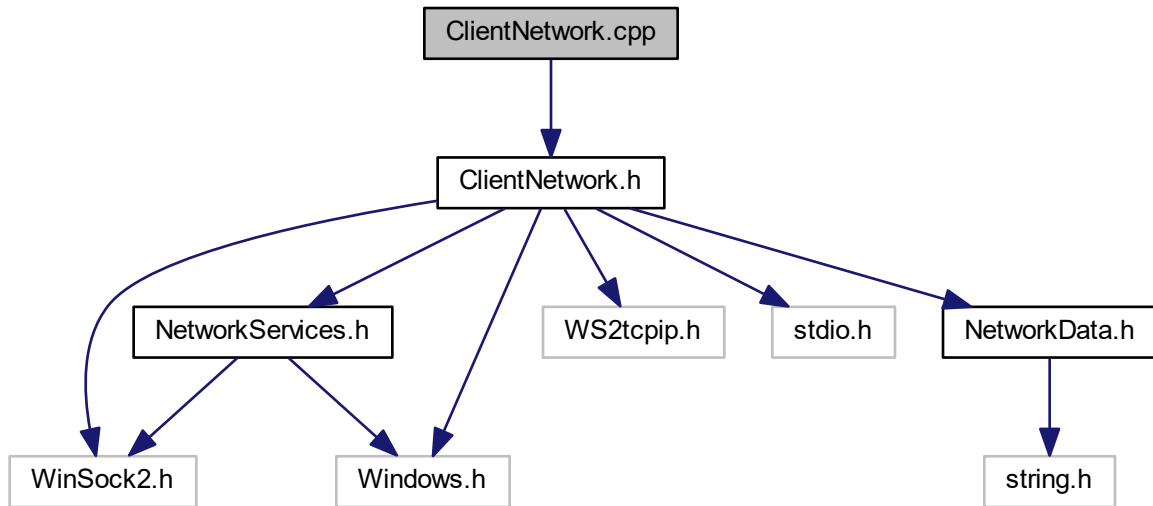 ClientNetwork.cpp
ClientNetwork.h
NetworkServices.h
WS2tcpip.h
stdio.h
NetworkData.h
WinSock2.h
Windows.h
string.h